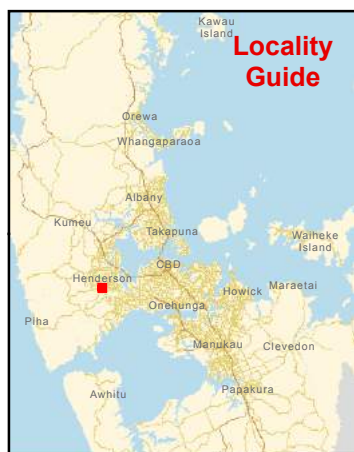 Kawau
Island
Locality
Guide
Orewa
Whangaparaoa
Albany
Kumeu
Takapuna
Waiheke
Island
CBD
Henderson
Howick
Maraetai
Onehunga
Piha
Manukau
Clevedon
Awhitu
Papakura